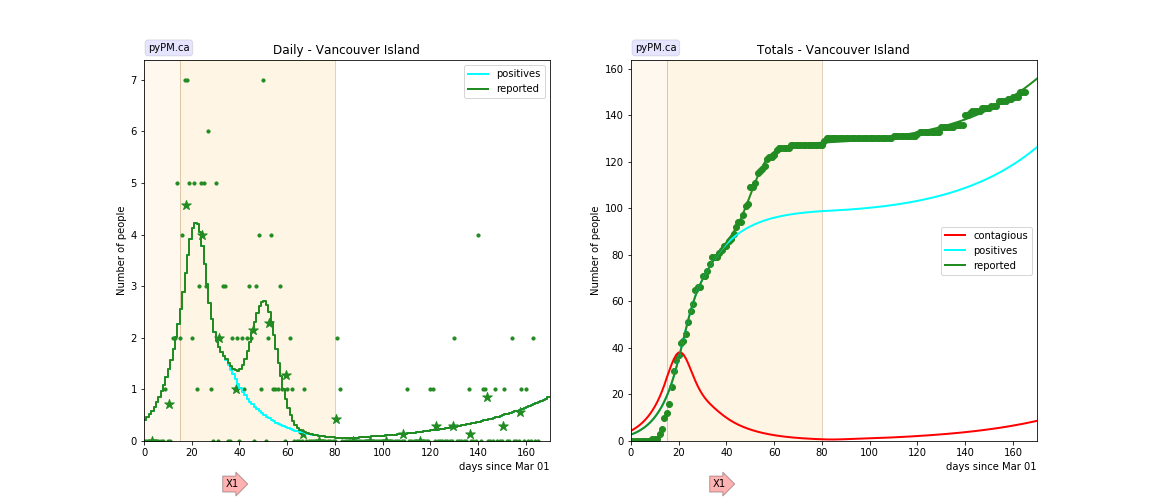 pyPM.ca
Daily - Vancouver Island
positives
reported
Number of people
7
6
5
4
3
2
1
0
0 20 40 60 80 100 120 140 160
days since Mar 01
X1
pyPM.ca
Totals - Vancouver Island
contagious
positives
reported
Number of people
160
140
120
100
80
60
40
20
0
0 20 40 60 80 100 120 140 160
days since Mar 01
X1